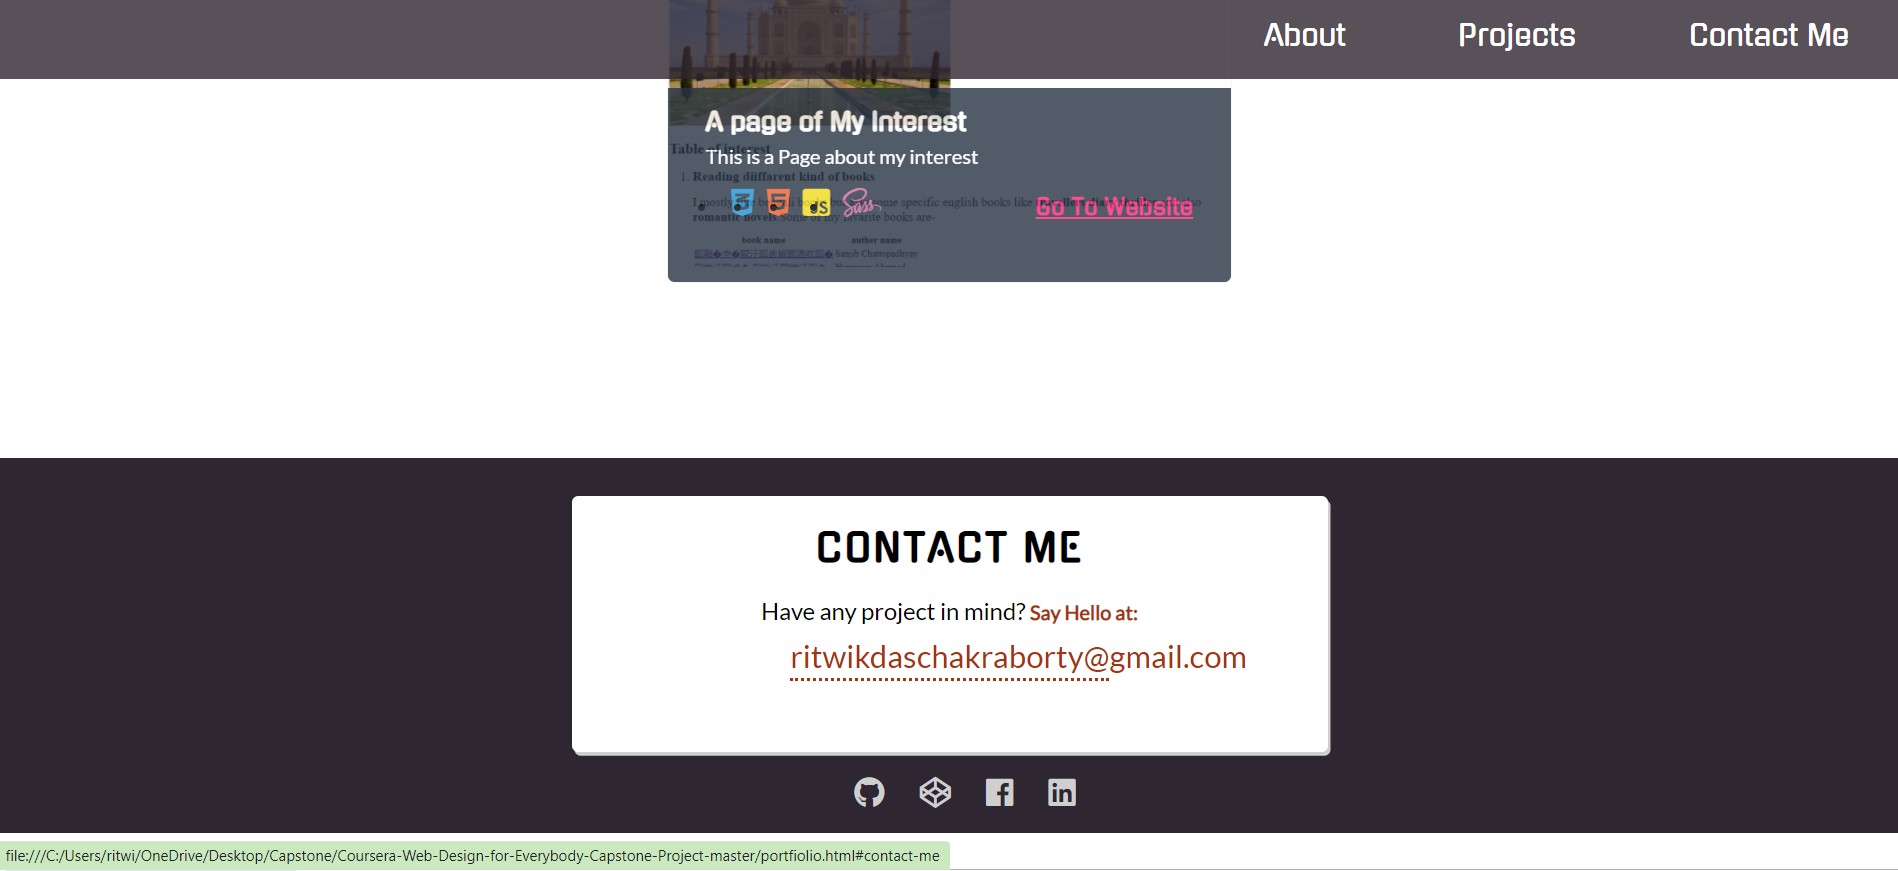 About Projects Contact Me
A page of My Interest
Table of interest
This is a Page about my interest
1. Reading diiffarent kind of books
JS Sass
Go To Website
I mostly
some specific english books like
romantic novels Some of my favarite books are-
book name auther name
Sanjib Chattopadhyay
CONTACT ME
Have any project in mind? Say Hello at:
ritwikdaschakraborty@gmail.com
in
file:///C:/Users/ritwi/OneDrive/Desktop/Capstone/Coursera-Web-Design-for-Everybody-Capstone-Project-master/portfiolio.html#contact-me